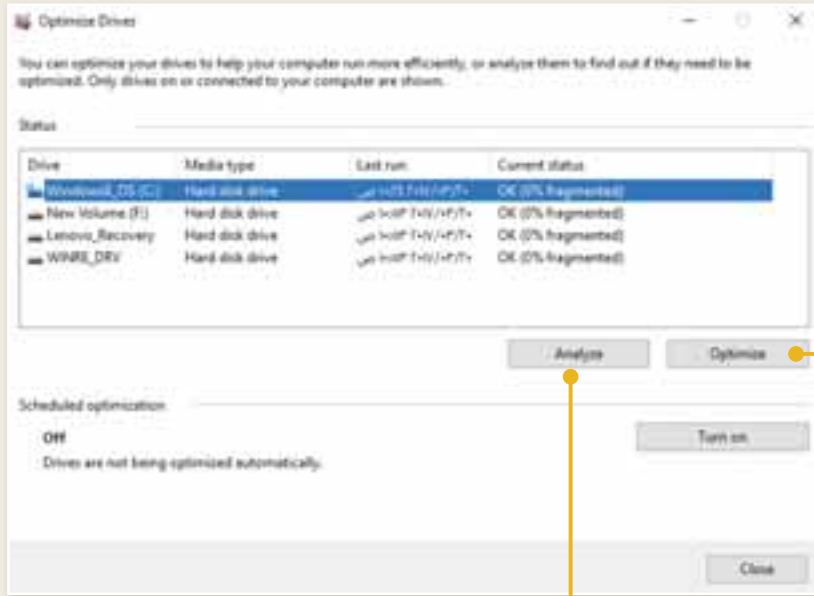 Optimize Drives
You can optimize your drives to help your computer run more efficiently, or analyze them to find out if they need to be
optimized. Only drives on or connected to your computer are shown.
Status
Drive Media type Last run Current status
(C:) Hard disk drive OK (0% fragmented)
New Volume (F:) Hard disk drive OK (0% fragmented)
Lenovo_Recovery Hard disk drive OK (0% fragmented)
WINRE_DRV Hard disk drive OK (0% fragmented)
Analyze Optimize
Scheduled optimization
Off Turn on
Drives are not being optimized automatically.
Close